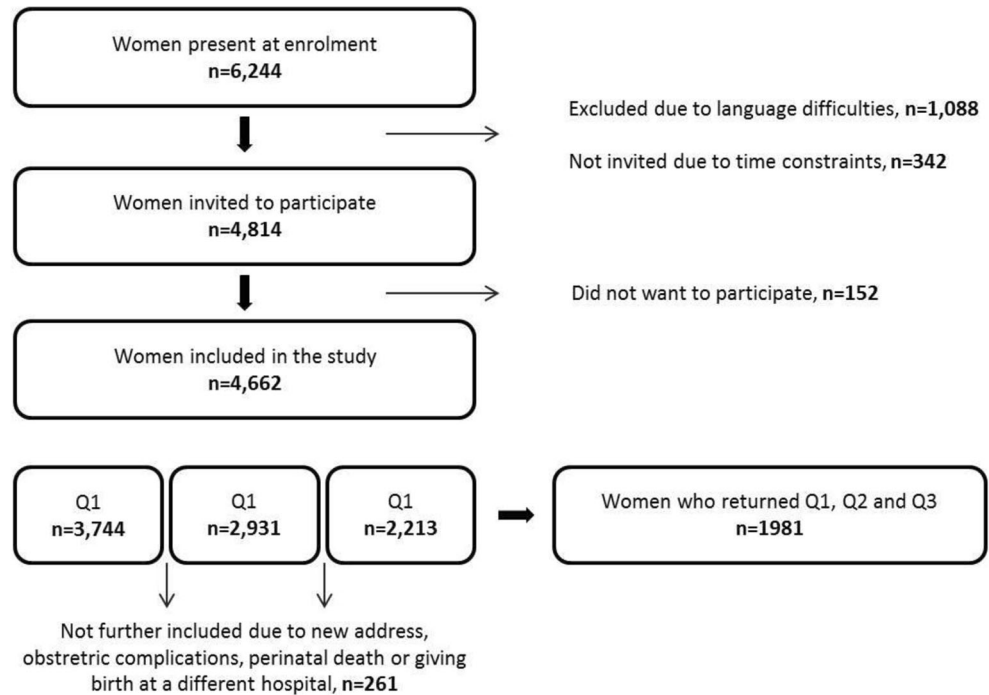 Women present at enrolment
n=6,244
Excluded due to language difficulties, n=1,088
Not invited due to time constraints, n=342
Women invited to participate
n=4,814
Did not want to participate, n=152
Women included in the study
n=4,662
Q1
n=3,744
Q1
n=2,931
Q1
n=2,213
Women who returned Q1, Q2 and Q3
n=1981
Not further included due to new address,
obstretric complications, perinatal death or giving
birth at a different hospital, n=261